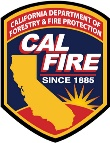 CALIFORNIA DEPARTMENT OF
FORESTRY & FIRE PROTECTION
CAL
FIRE
SINCE 1885